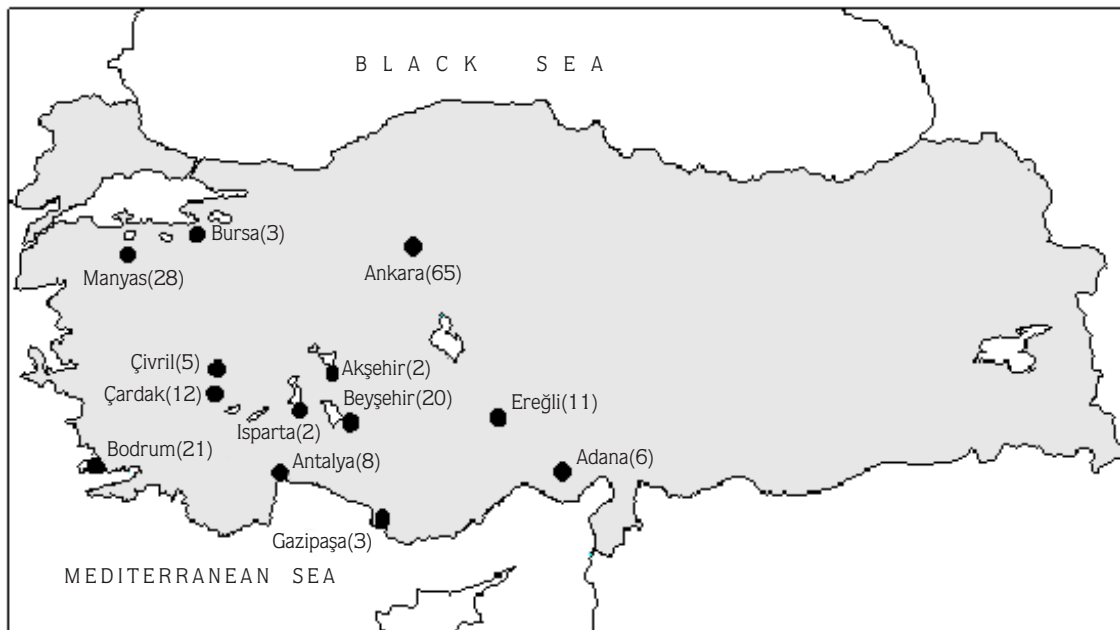 BLACK SEA
Bursa(3)
Ankara(65)
Manyas(28)
Çivril(5)
Akşehir(2)
Çardak(12)
Beyşehir(20)
Ereğli(11)
Isparta(2)
Bodrum(21)
Antalya(8)
Adana(6)
Gazipaşa(3)
MEDITERRANEAN SEA